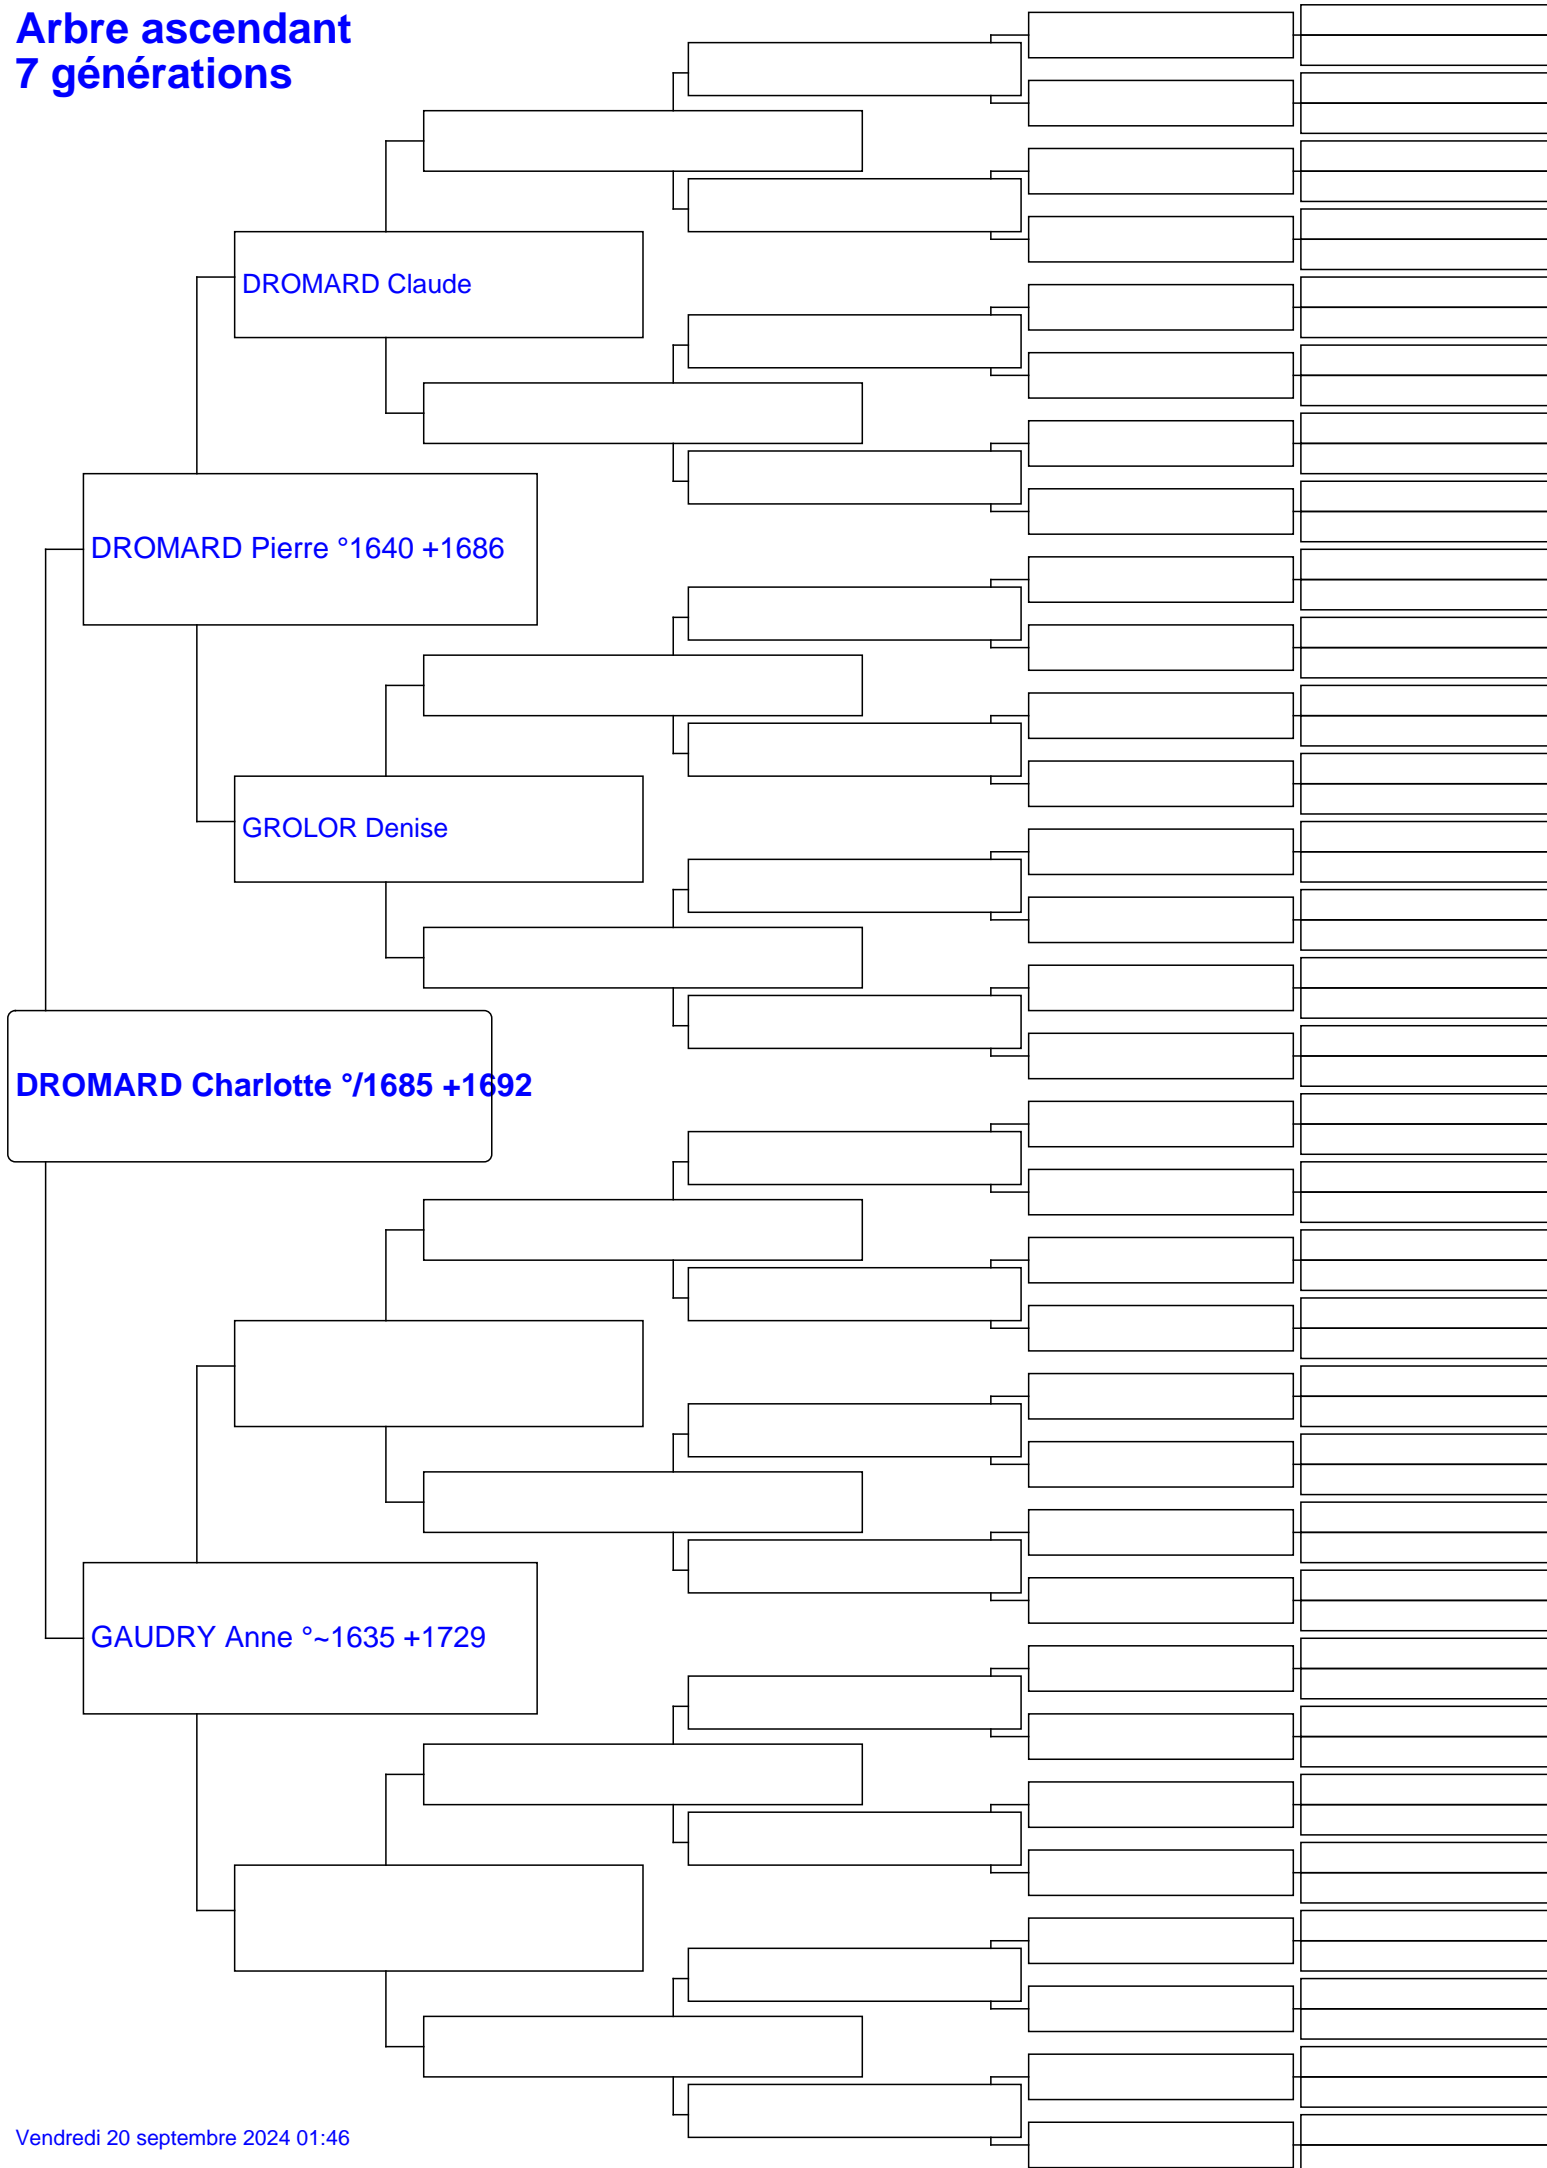 Arbre ascendant
7 générations
DROMARD Claude
DROMARD Pierre °1640 +1686
GROLOR Denise
DROMARD Charlotte °/1685 +1692
GAUDRY Anne °~1635 +1729
Vendredi 20 septembre 2024 01:46